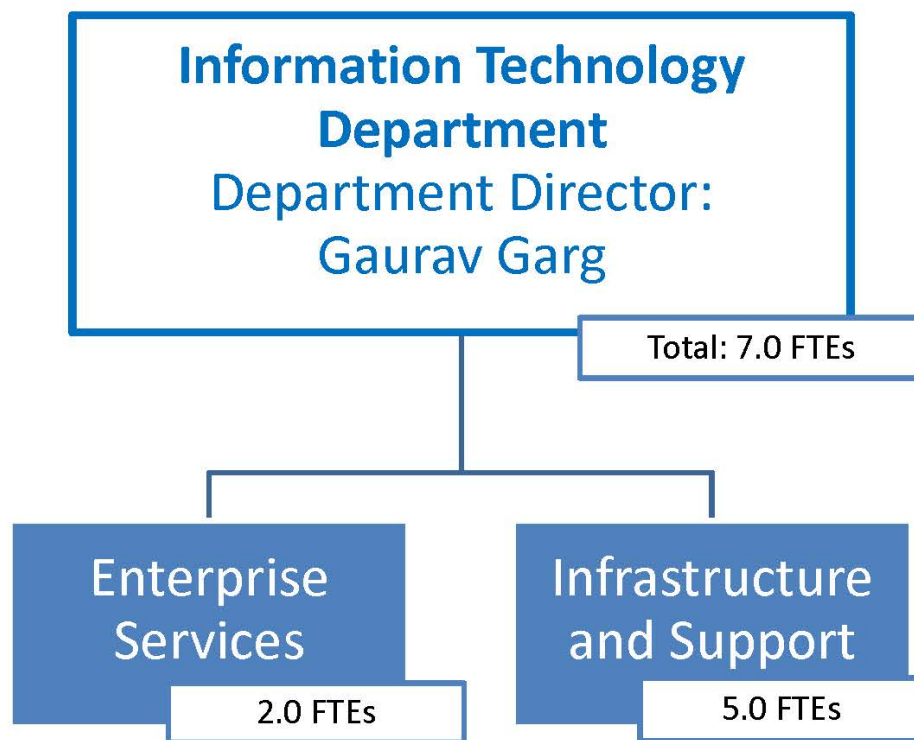 Information Technology
Department
Department Director:
Gaurav Garg
Total: 7.0 FTEs
Enterprise
Services
2.0 FTEs
Infrastructure
and Support
5.0 FTEs